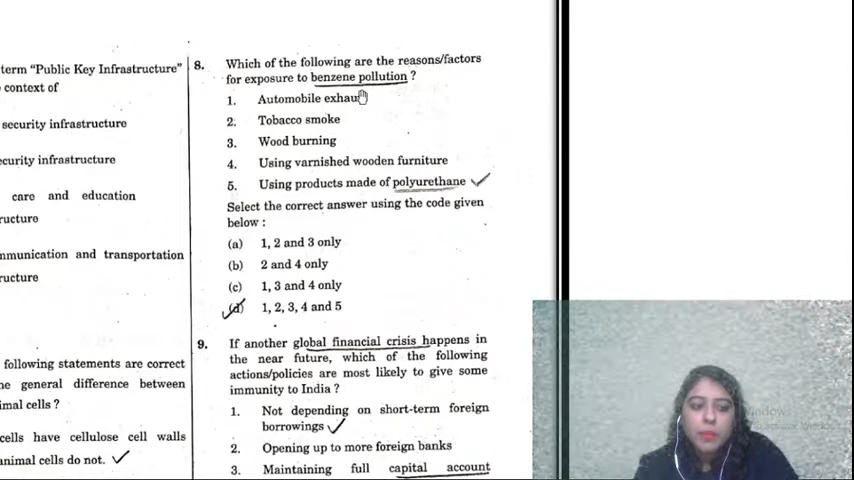 term "Public Key Infrastructure"
context of
security infrastructure
ecurity infrastructure
care and education
ructure
mmunication and transportation
ructure
following statements are correct
he general difference between
imal cells ?
cells have cellulose cell walls
animal cells do not.
8. Which of the following are the reasons/factors
for exposure to benzene pollution ?
1. Automobile exhau
2. Tobacco smoke
3. Wood burning
4. Using varnished wooden furniture
5. Using products made of polyurethane
Select the correct answer using the code given
below :
(a) 1, 2 and 3 only
(b) 2 and 4 only
(c) 1, 3 and 4 only
(d) 1, 2, 3, 4 and 5
9. If another global financial crisis happens in
the near future, which of the following
actions/policies are most likely to give some
immunity to India ?
1. Not depending on short-term foreign
borrowings
2. Opening up to more foreign banks
3. Maintaining full capital account